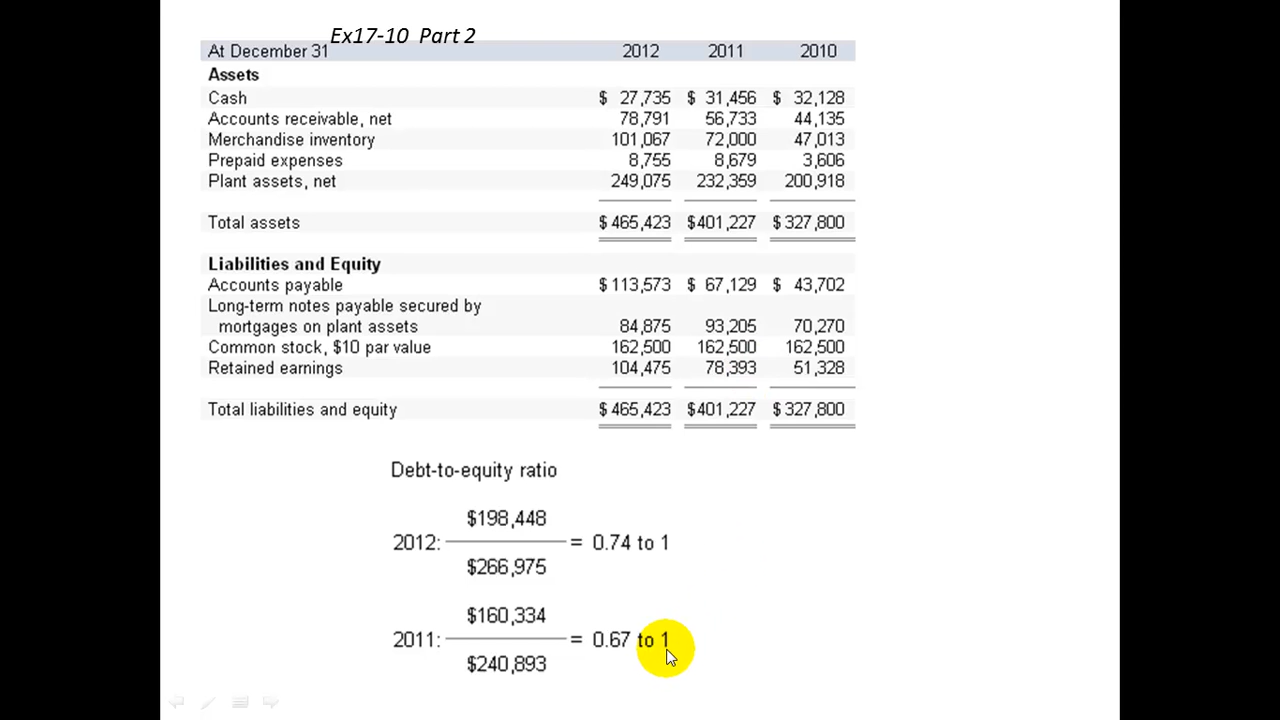 Ex17-10 Part 2
At December 31 2012 2011 2010
Assets
Cash $ 27,735 $ 31,456 $ 32,128
Accounts receivable, net 78,791 56,733 44,135
Merchandise inventory 101,067 72,000 47,013
Prepaid expenses 8,755 8,679 3,606
Plant assets, net 249,075 232,359 200,918
Total assets $465,423 $401,227 $327,800
Liabilities and Equity
Accounts payable $113,573 $ 67,129 $ 43,702
Long-term notes payable secured by
mortgages on plant assets 84,875 93,205 70,270
Common stock, $10 par value 162,500 162,500 162,500
Retained earnings 104,475 78,393 51,328
Total liabilities and equity $465,423 $401,227 $327,800
Debt-to-equity ratio
$198,448
2012: = 0.74 to 1
$266,975
$160,334
2011: = 0.67 to 1
$240,893